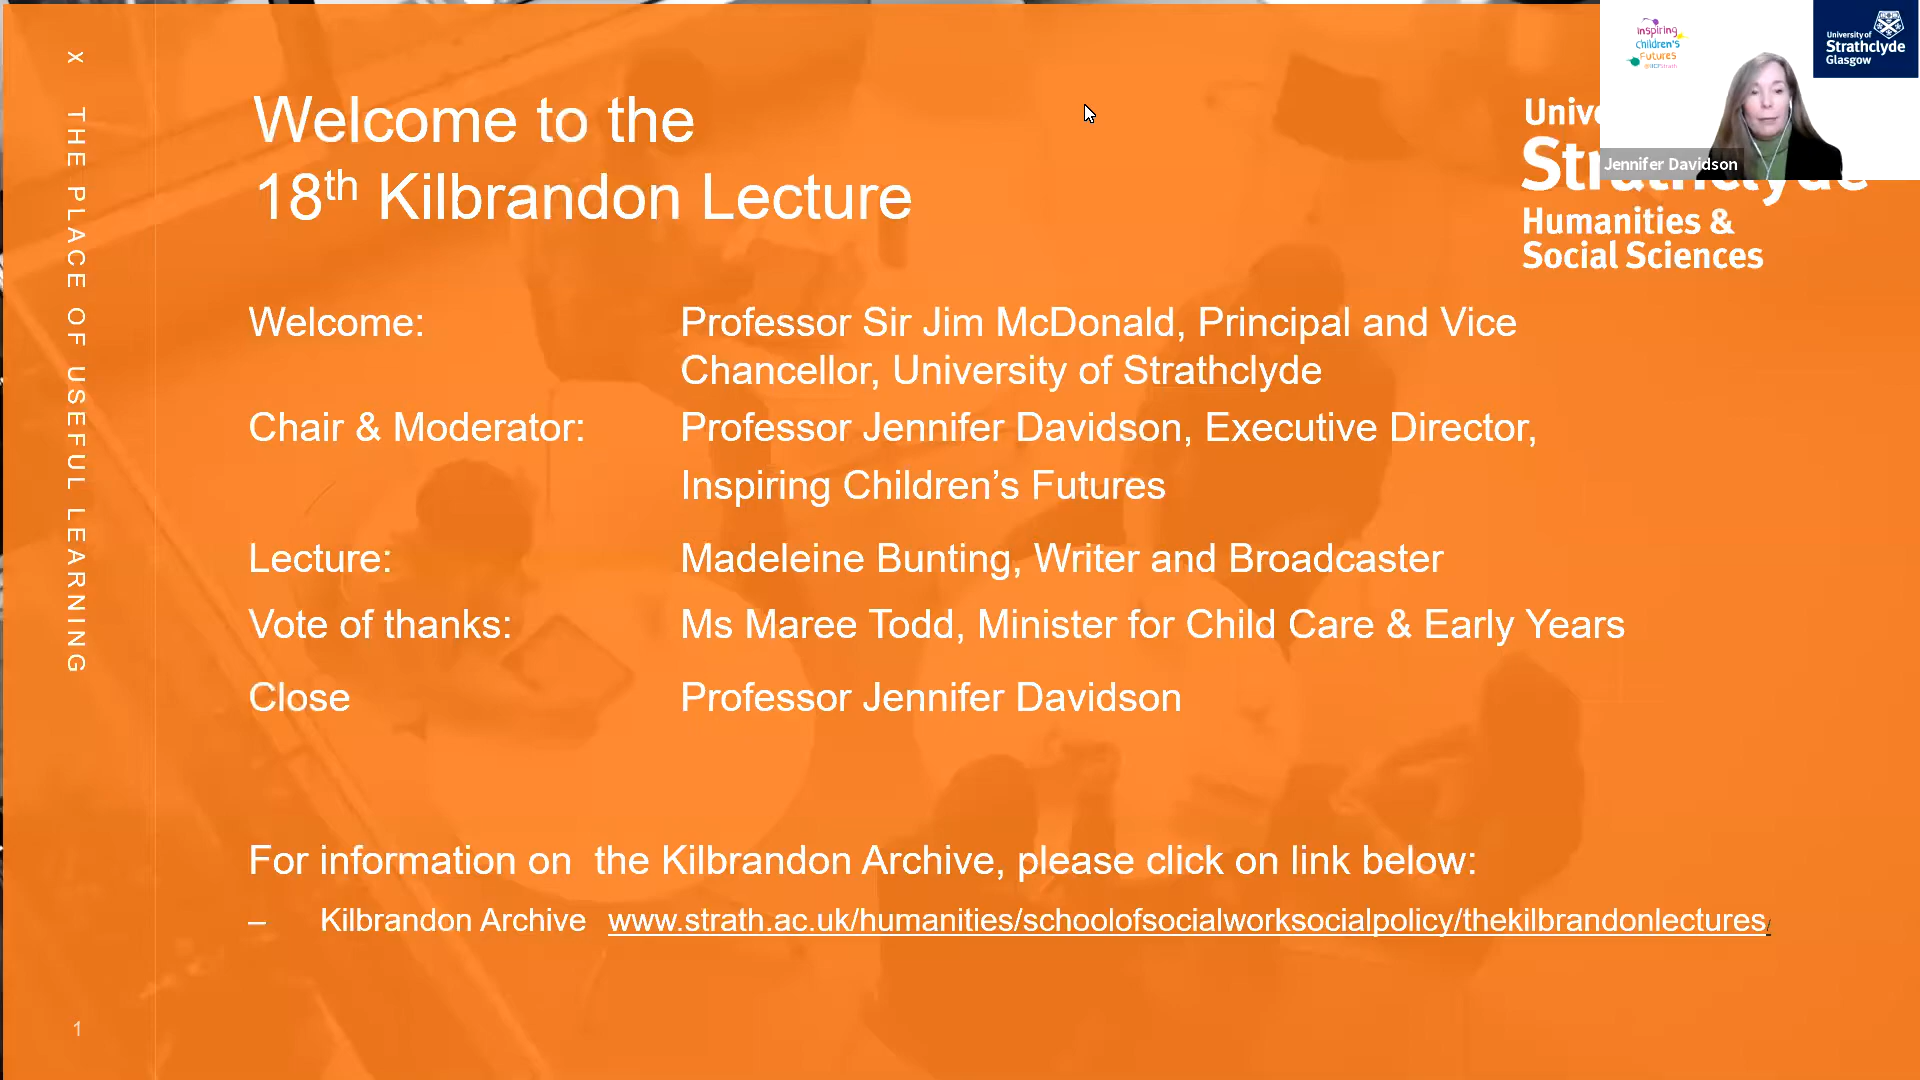 X THE PLACE OF USEFUL LEARNING
Welcome to the
18th Kilbrandon Lecture
inspiring
children's
Futures
University of
Strathclyde
Glasgow
Jennifer Davidson
Humanities &
Social Sciences
Welcome: Professor Sir Jim McDonald, Principal and Vice
Chancellor, University of Strathclyde
Chair & Moderator: Professor Jennifer Davidson, Executive Director,
Inspiring Children’s Futures
Lecture: Madeleine Bunting, Writer and Broadcaster
Vote of thanks: Ms Maree Todd, Minister for Child Care & Early Years
Close Professor Jennifer Davidson
For information on  the Kilbrandon Archive, please click on link below:
– Kilbrandon Archive www.strath.ac.uk/humanities/schoolofsocialworksocialpolicy/thekilbrandonlectures/
1